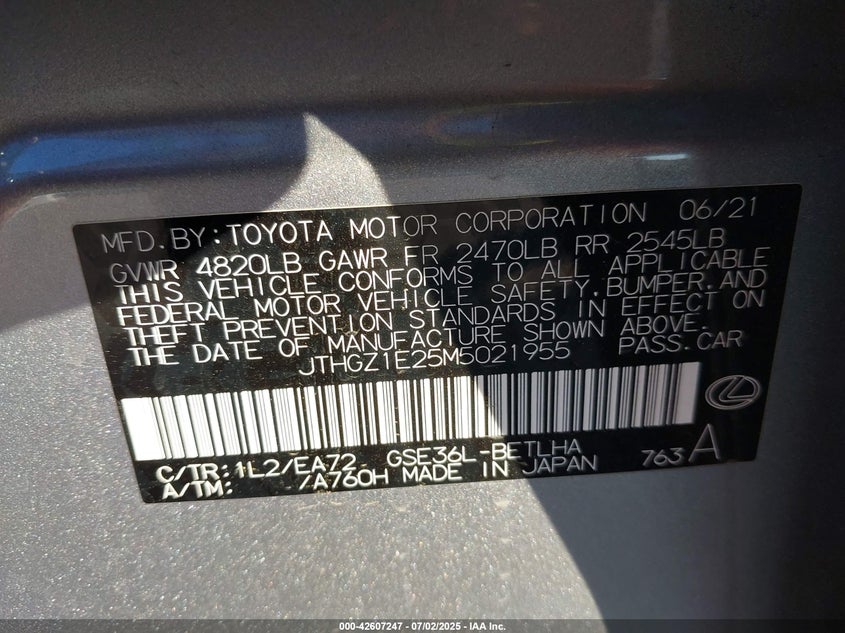 MFD. BY: TOYOTA MOTOR CORPORATION 06/21
GVWR 4820LB GAWR FR 2470LB RR 2545LB
THIS VEHICLE CONFORMS TO ALL APPLICABLE
FEDERAL MOTOR VEHICLE SAFETY, BUMPER, AND
THEFT PREVENTION STANDARDS IN EFFECT ON
THE DATE OF MANUFACTURE SHOWN ABOVE.
JTHGZ1E25M5021955 PASS.CAR
C/TR: 1L2/EA72 GSE36L-BETLHA 763 A
A/TM: /A760H MADE IN JAPAN
000-42607247 / 07/02/2025 - IAA Inc.